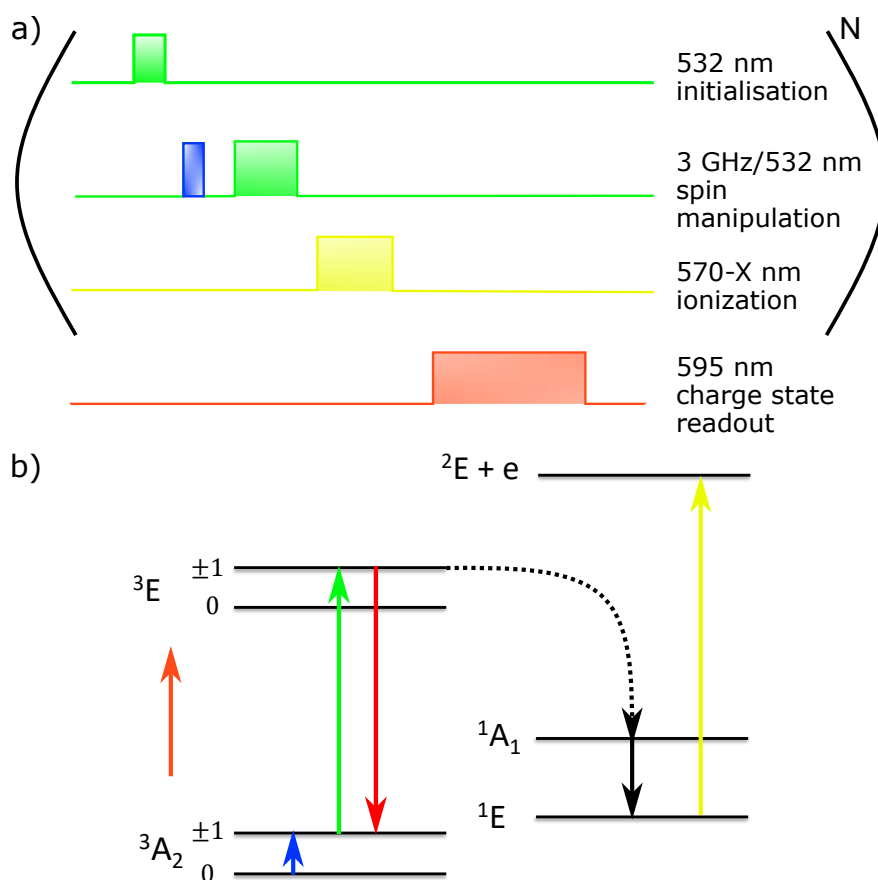 a)
N
532 nm
initialisation
3 GHz/532 nm
spin
manipulation
570-X nm
ionization
595 nm
charge state
readout
b)
²E + e
³E
±1
0
¹A₁
¹E
³A₂
±1
0